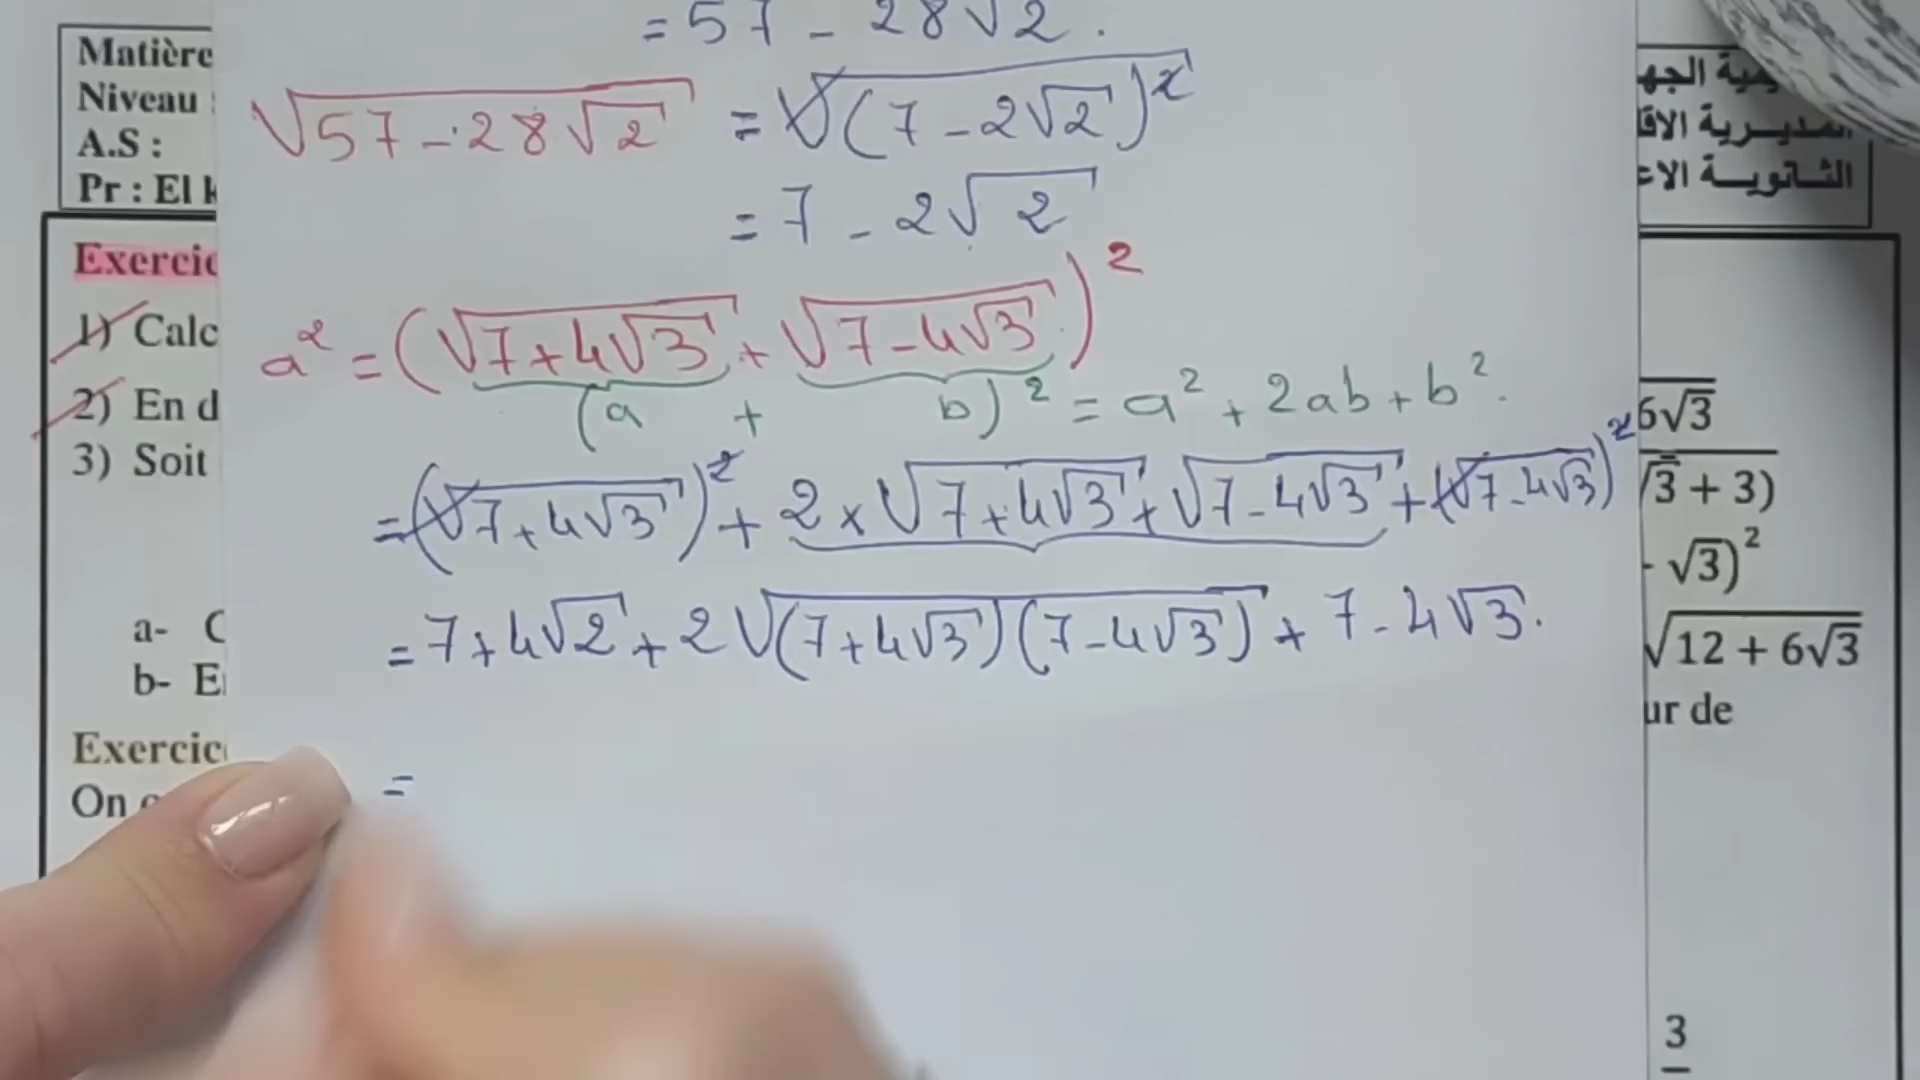 = 57 - 28√2.
Matière
Niveau :
A.S :
Pr : El k
√(57 - 28√2) = √((7 - 2√2)²)
= 7 - 2√2
Exercic
1) Calc
a² = (√(7+4√3) + √(7-4√3))²
2) En d
(a + b)² = a² + 2ab + b².
6√3
3) Soit
= (√(7+4√3))² + 2 × √(7+4√3) + √(7-4√3) + (√(7-4√3))²
√3 + 3)
- √3)²
a- C
= 7+4√2 + 2√((7+4√3)(7-4√3)) + 7-4√3.
√(12 + 6√3)
b- E
ur de
Exercic
=
On
3